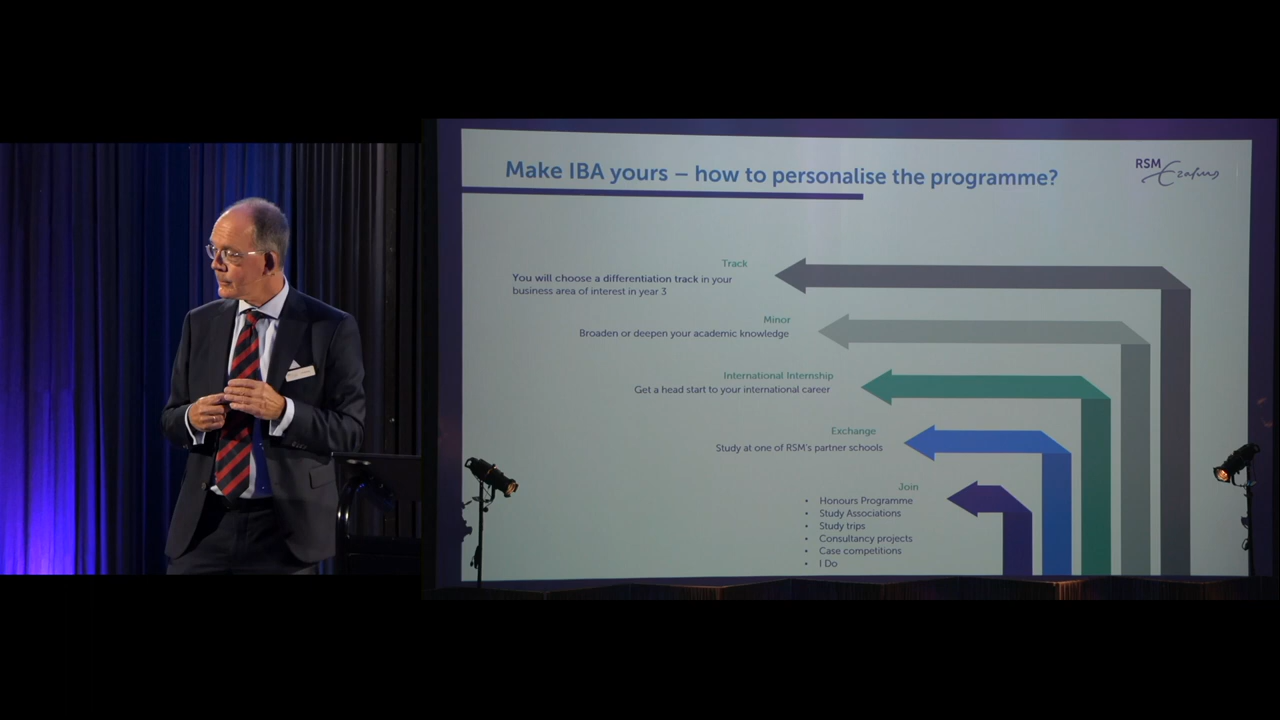 Make IBA yours – how to personalise the programme?
RSM
Erasmus
Track
You will choose a differentiation track in your
business area of interest in year 3
Minor
Broaden or deepen your academic knowledge
International Internship
Get a head start to your international career
Exchange
Study at one of RSM's partner schools
Join
• Honours Programme
• Study Associations
• Study trips
• Consultancy projects
• Case competitions
• I Do